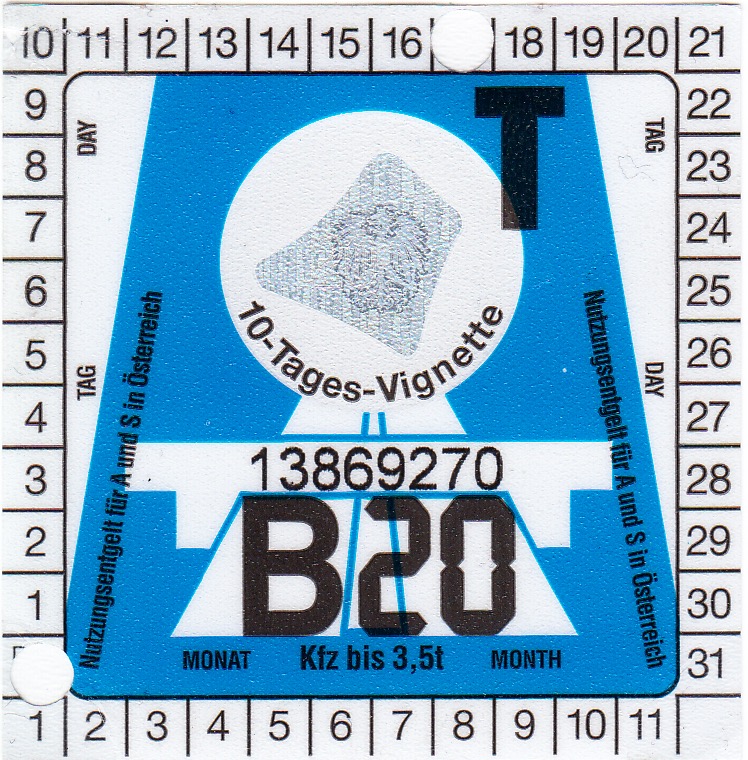 10 11 12 13 14 15 16 18 19 20 21
9 22
8 23
7 24
6 25
5 26
4 27
3 28
2 29
1 30
31
1 2 3 4 5 6 7 8 9 10 11
DAY
TAG
T
10-Tages-Vignette
TAG
DAY
Nutzungsentgelt für A und S in Österreich
Nutzungsentgelt für A und S in Österreich
13869270
B20
MONAT Kfz bis 3,5t MONTH